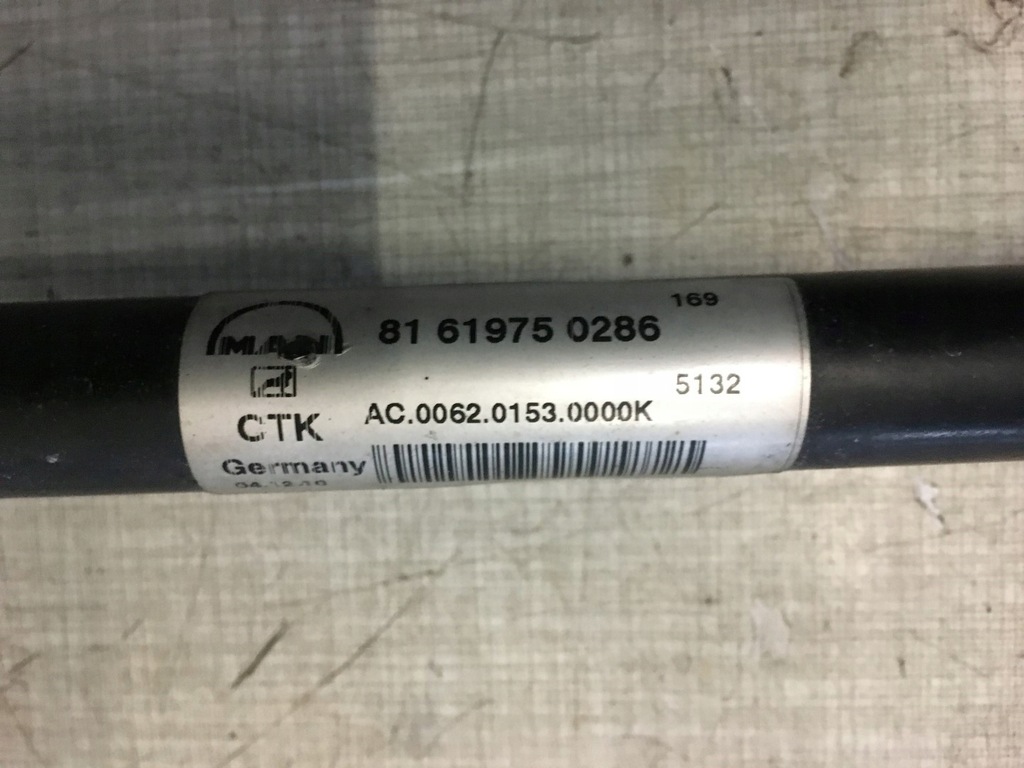 169
MAN 81 61975 0286
5132
CTK AC.0062.0153.0000K
Germany